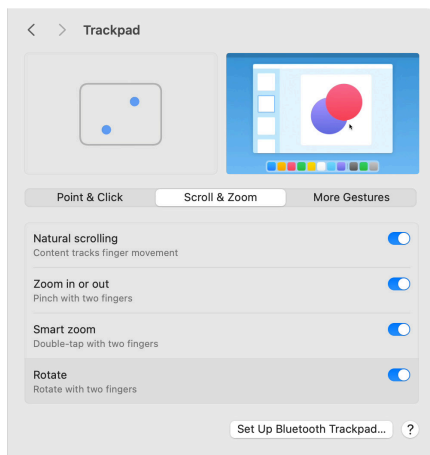 Trackpad
Point & Click
Scroll & Zoom
More Gestures
Natural scrolling
Content tracks finger movement
Zoom in or out
Pinch with two fingers
Smart zoom
Double-tap with two fingers
Rotate
Rotate with two fingers
Set Up Bluetooth Trackpad...
?